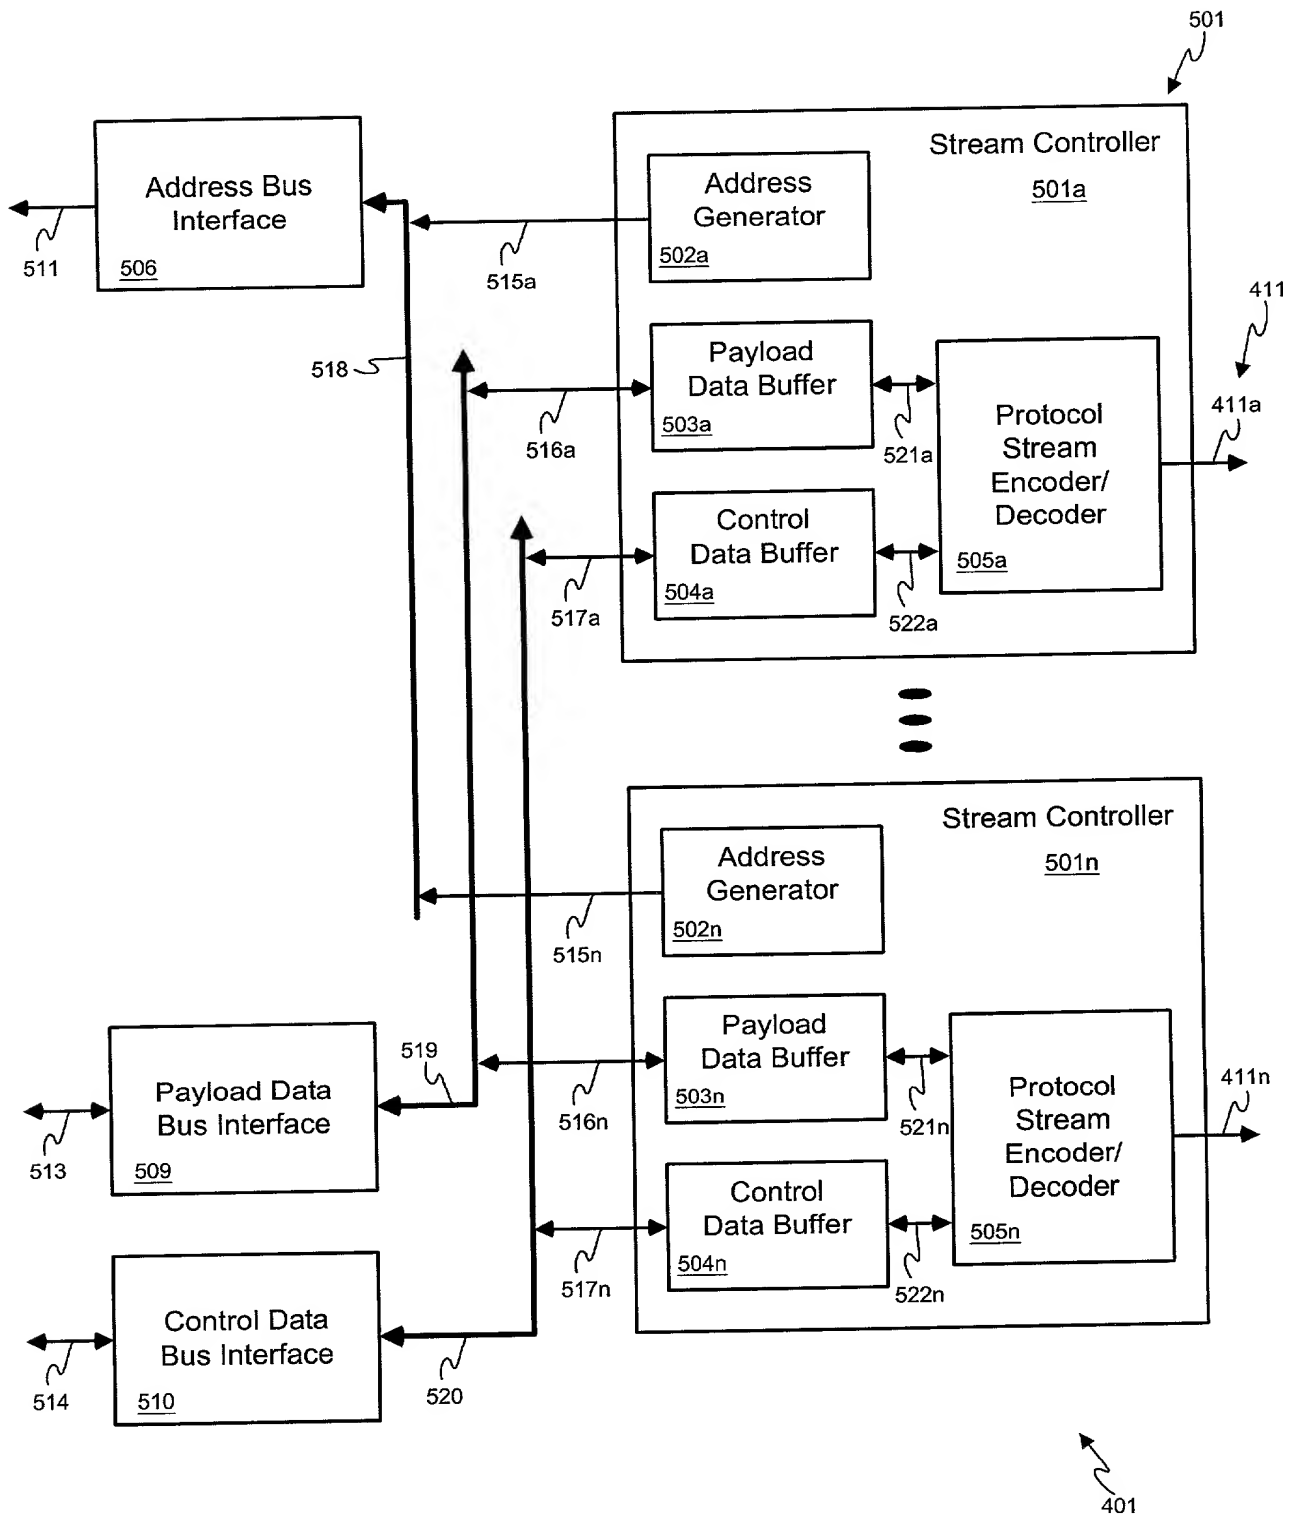 501
Stream Controller
501a
Address Bus
Interface
506
511
Address
Generator
502a
515a
518
Payload
Data Buffer
503a
516a
521a
Protocol
Stream
Encoder/
Decoder
505a
411
411a
Control
Data Buffer
504a
517a
522a
Stream Controller
501n
Address
Generator
502n
515n
519
Payload Data
Bus Interface
509
513
Payload
Data Buffer
503n
516n
521n
Protocol
Stream
Encoder/
Decoder
505n
411n
Control
Data Buffer
504n
517n
522n
Control Data
Bus Interface
510
514
520
401